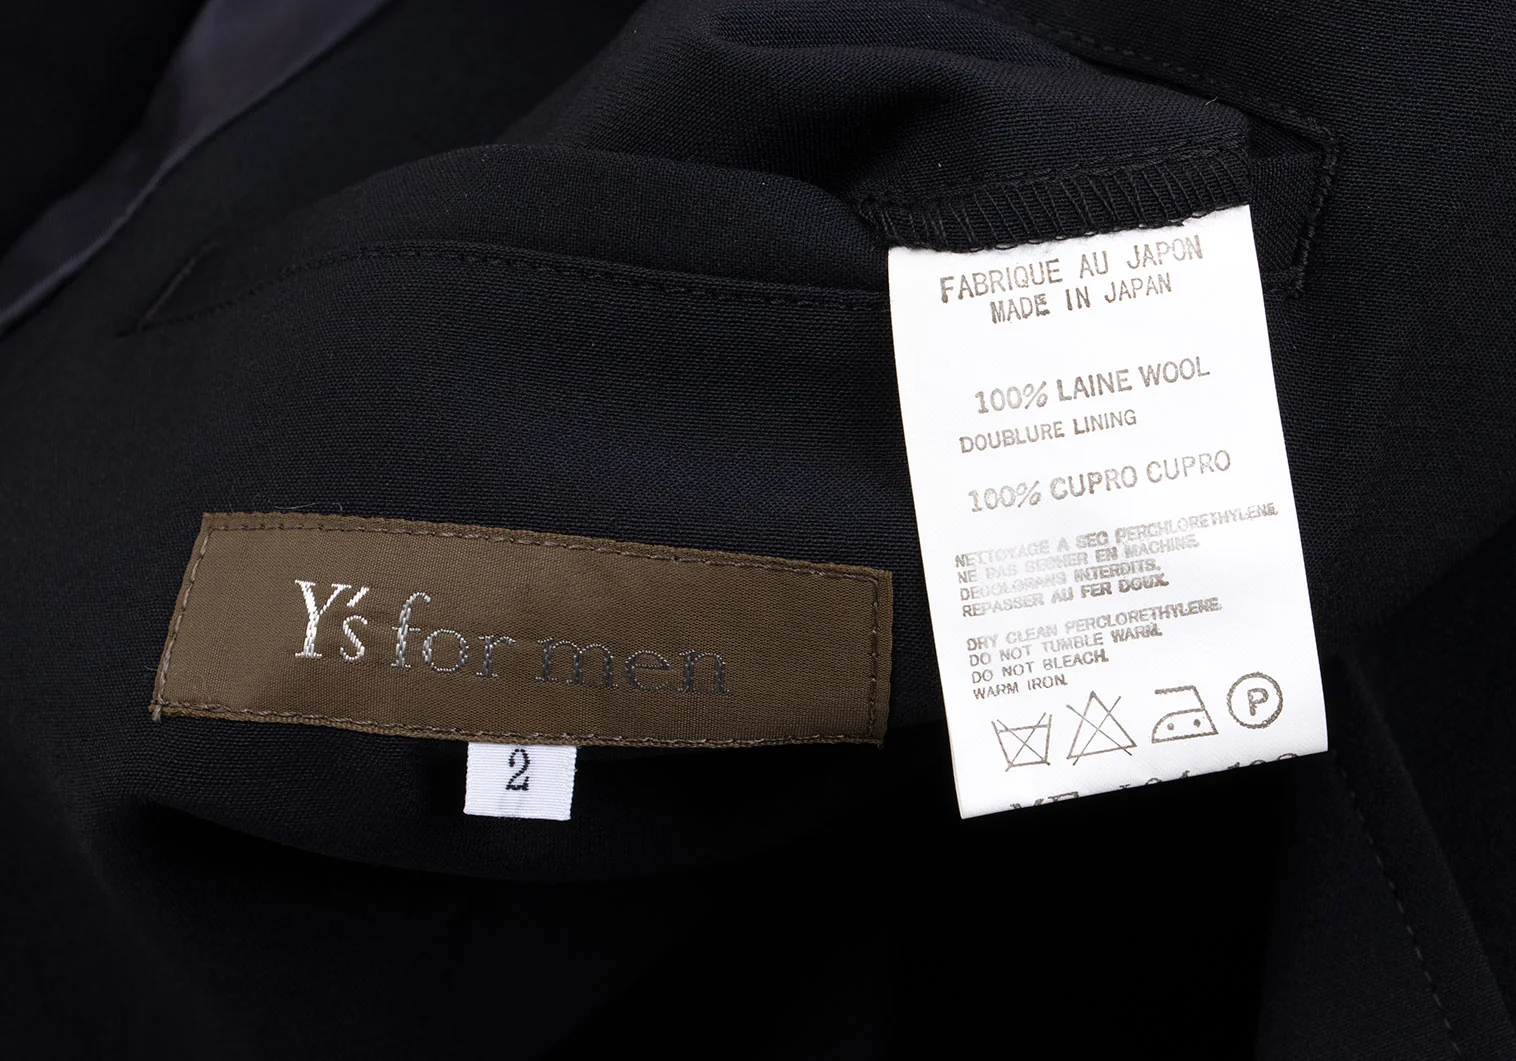 FABRIQUE AU JAPON
MADE IN JAPAN
100% LAINE WOOL
DOUBLURE LINING
100% CUPRO CUPRO
NETTOYAGE A SEC PERCHLORETHYLENE.
NE PAS SECHER EN MACHINE.
DECOLORANS INTERDITS.
REPASSER AU FER DOUX.
DRY CLEAN PERCLORETHYLENE.
DO NOT TUMBLE WARM.
DO NOT BLEACH.
WARM IRON.
P
Y's for men
2